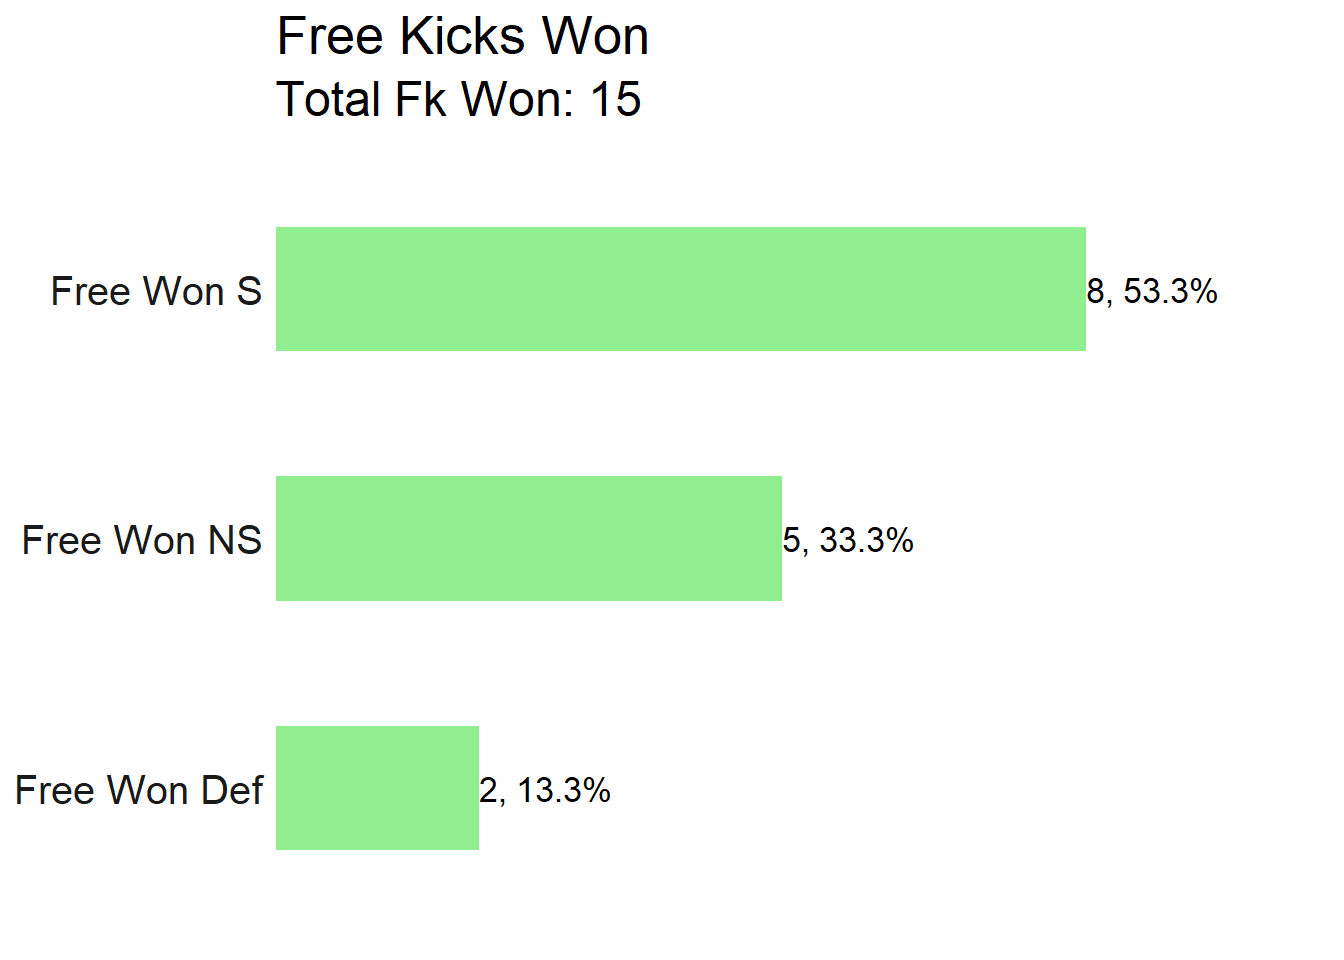 Free Kicks Won
Total Fk Won: 15
Free Won S
8, 53.3%
Free Won NS
5, 33.3%
Free Won Def
2, 13.3%